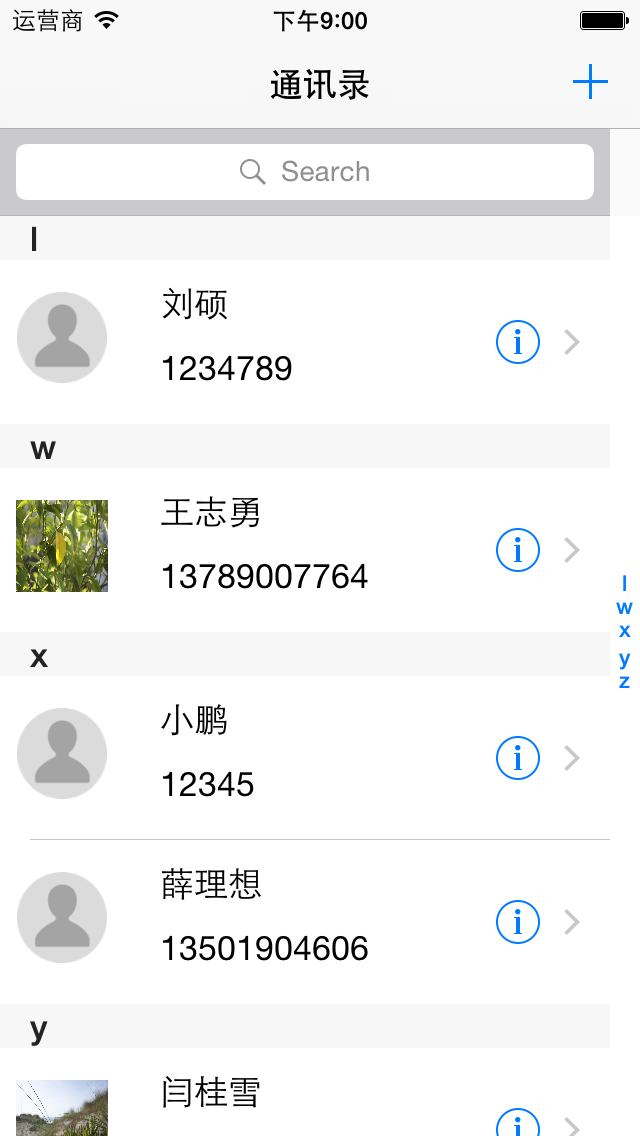 运营商 下午9:00
通讯录
Search
l
刘硕
1234789
w
王志勇
13789007764
x
小鹏
12345
薛理想
13501904606
y
闫桂雪
l
w
x
y
z